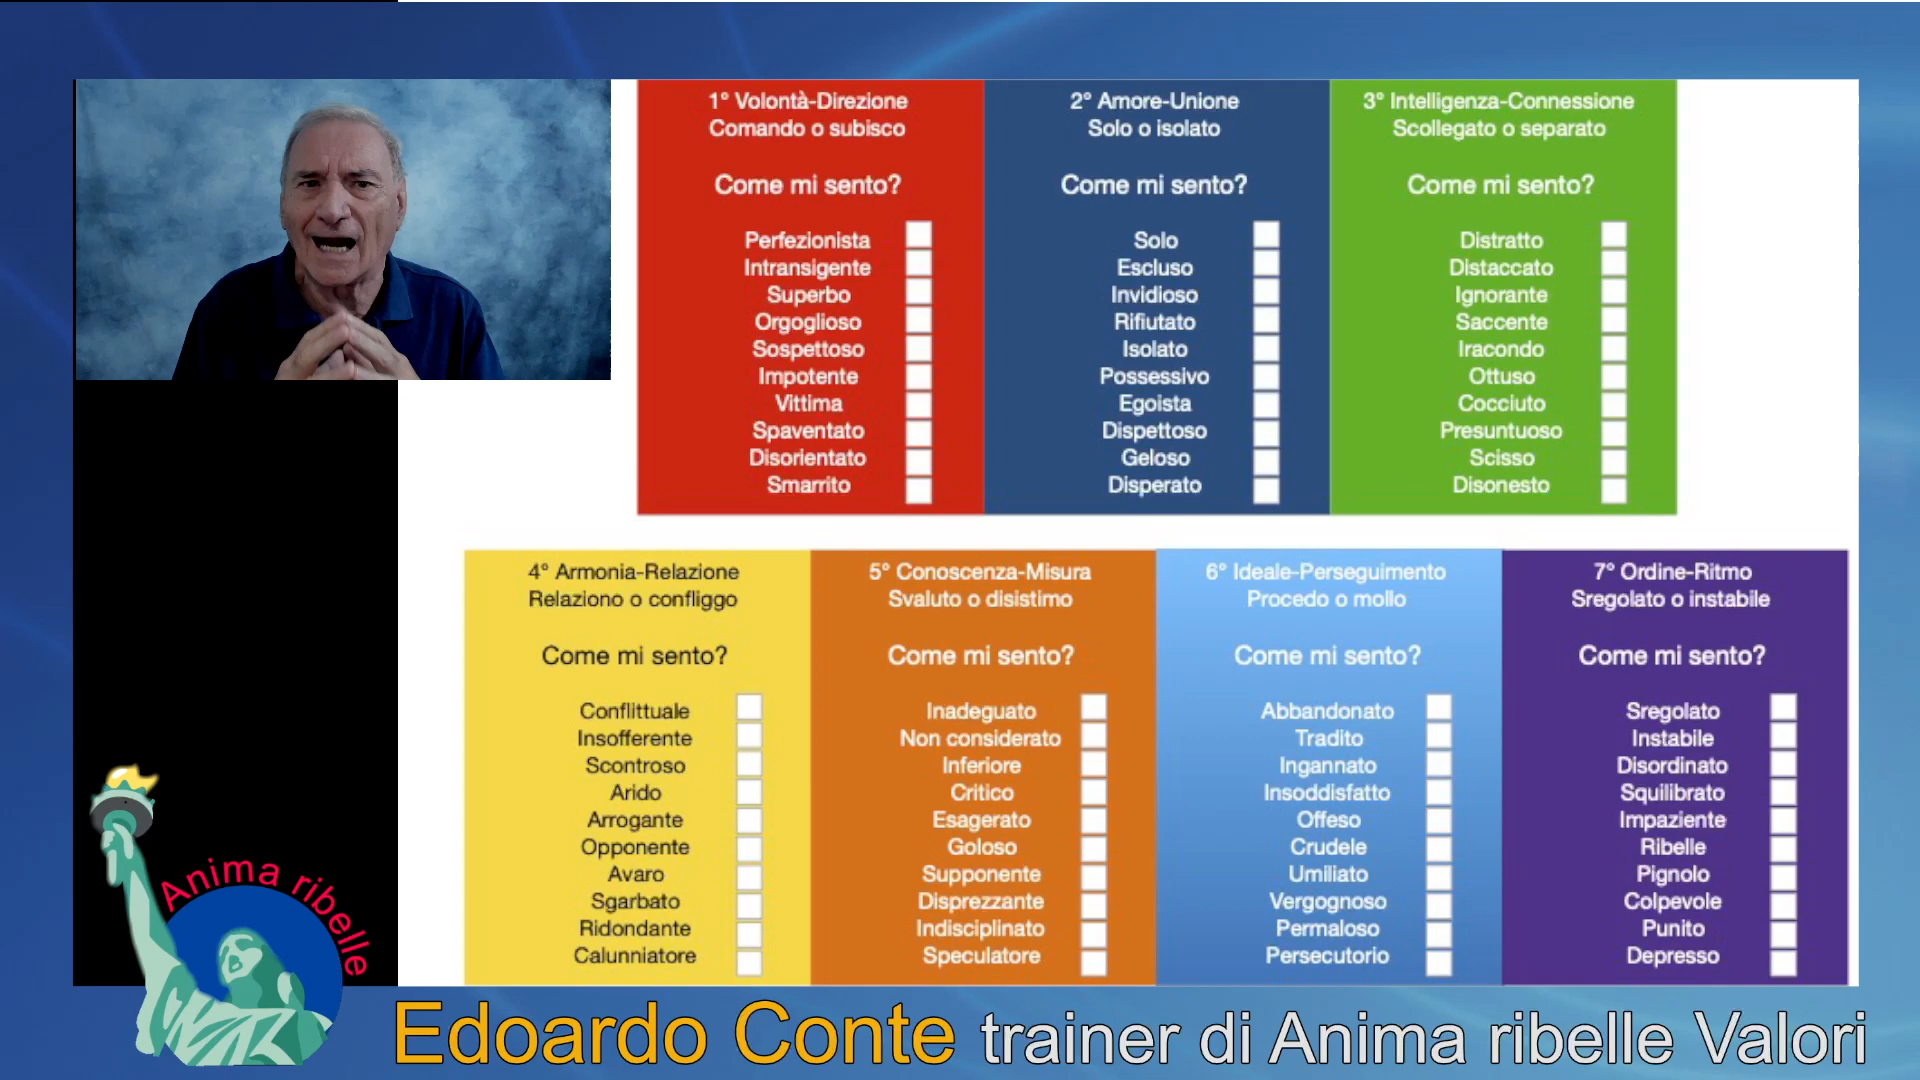 1° Volontà-Direzione
Comando o subisco
Come mi sento?
Perfezionista
Intransigente
Superbo
Orgoglioso
Sospettoso
Impotente
Vittima
Spaventato
Disorientato
Smarrito
2° Amore-Unione
Solo o isolato
Come mi sento?
Solo
Escluso
Invidioso
Rifiutato
Isolato
Possessivo
Egoista
Dispettoso
Geloso
Disperato
3° Intelligenza-Connessione
Scollegato o separato
Come mi sento?
Distratto
Distaccato
Ignorante
Saccente
Iracondo
Ottuso
Cocciuto
Presuntuoso
Scisso
Disonesto
4° Armonia-Relazione
Relaziono o confliggo
Come mi sento?
Conflittuale
Insofferente
Scontroso
Arido
Arrogante
Opponente
Avaro
Sgarbato
Ridondante
Calunniatore
5° Conoscenza-Misura
Svaluto o disistimo
Come mi sento?
Inadeguato
Non considerato
Inferiore
Critico
Esagerato
Goloso
Supponente
Disprezzante
Indisciplinato
Speculatore
6° Ideale-Perseguimento
Procedo o mollo
Come mi sento?
Abbandonato
Tradito
Ingannato
Insoddisfatto
Offeso
Crudele
Umiliato
Vergognoso
Permaloso
Persecutorio
7° Ordine-Ritmo
Sregolato o instabile
Come mi sento?
Sregolato
Instabile
Disordinato
Squilibrato
Impaziente
Ribelle
Pignolo
Colpevole
Punito
Depresso
Anima ribelle
Edoardo Conte trainer di Anima ribelle Valori